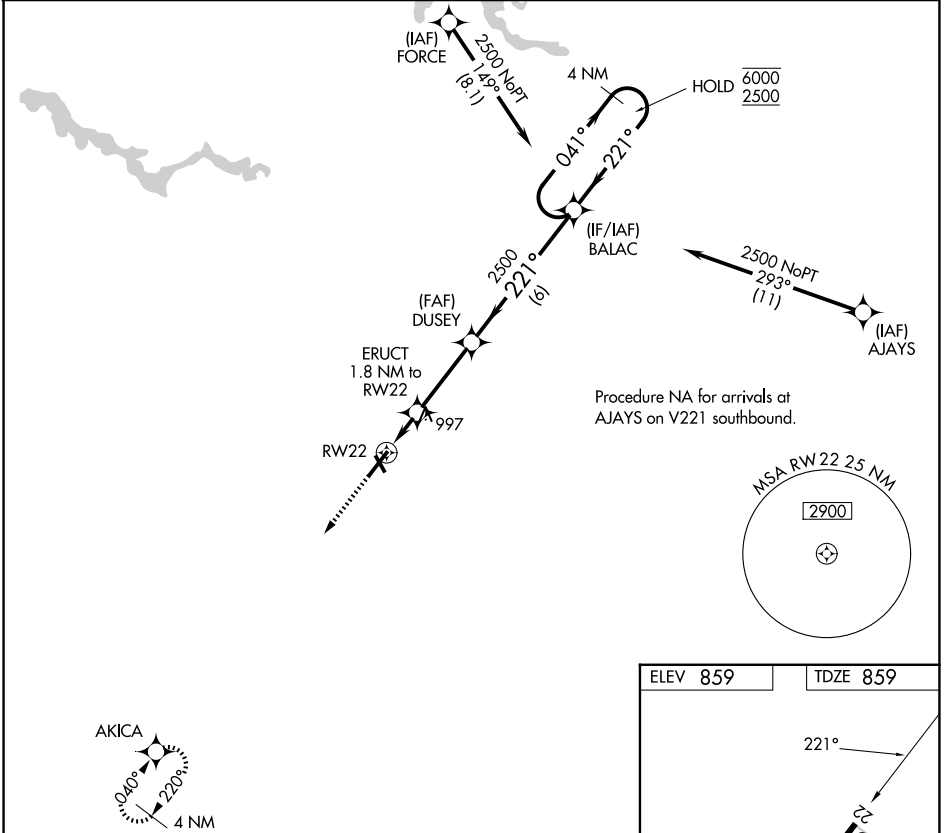 (IAF)
FORCE
2500 NoPT
149°
(8.1)
4 NM
HOLD
6000
2500
041°
221°
(IF/IAF)
BALAC
2500
221°
(6)
2500 NoPT
293°
(11)
(IAF)
AJAYS
(FAF)
DUSEY
ERUCT
1.8 NM to
RW22
997
RW22
Procedure NA for arrivals at
AJAYS on V221 southbound.
MSA RW 22 25 NM
2900
ELEV 859
TDZE 859
221°
22
AKICA
040°
220°
4 NM